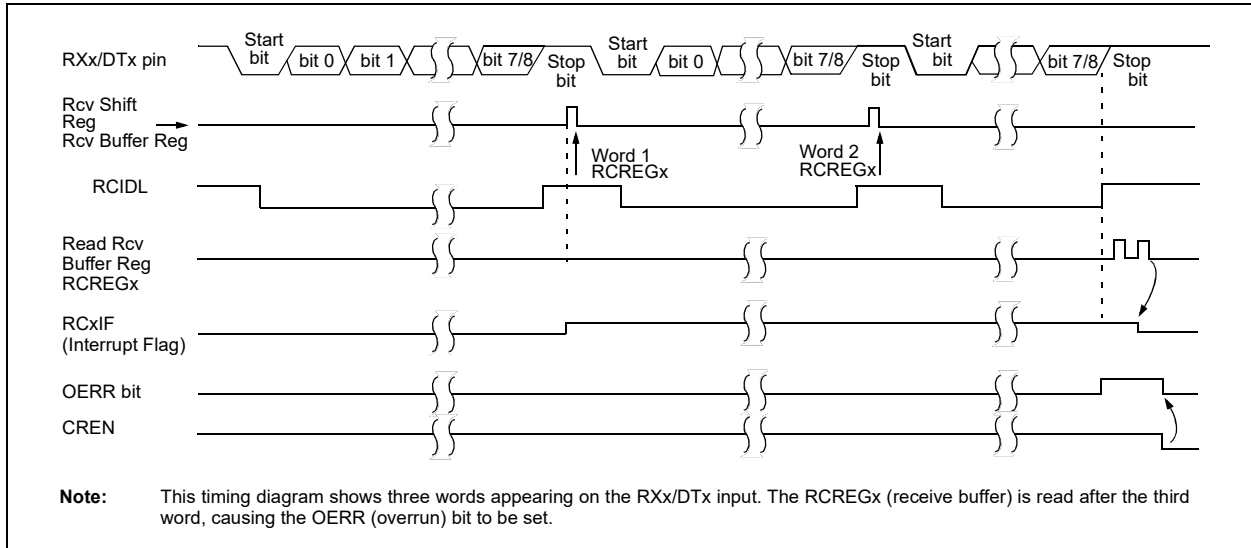 RXx/DTx pin
Start
bit
bit 0
bit 1
bit 7/8
Stop
bit
Start
bit
bit 0
bit 7/8
Stop
bit
Start
bit
bit 7/8
Stop
bit
Rcv Shift
Reg
Rcv Buffer Reg
Word 1
RCREGx
Word 2
RCREGx
RCIDL
Read Rcv
Buffer Reg
RCREGx
RCxIF
(Interrupt Flag)
OERR bit
CREN
Note: This timing diagram shows three words appearing on the RXx/DTx input. The RCREGx (receive buffer) is read after the third
word, causing the OERR (overrun) bit to be set.